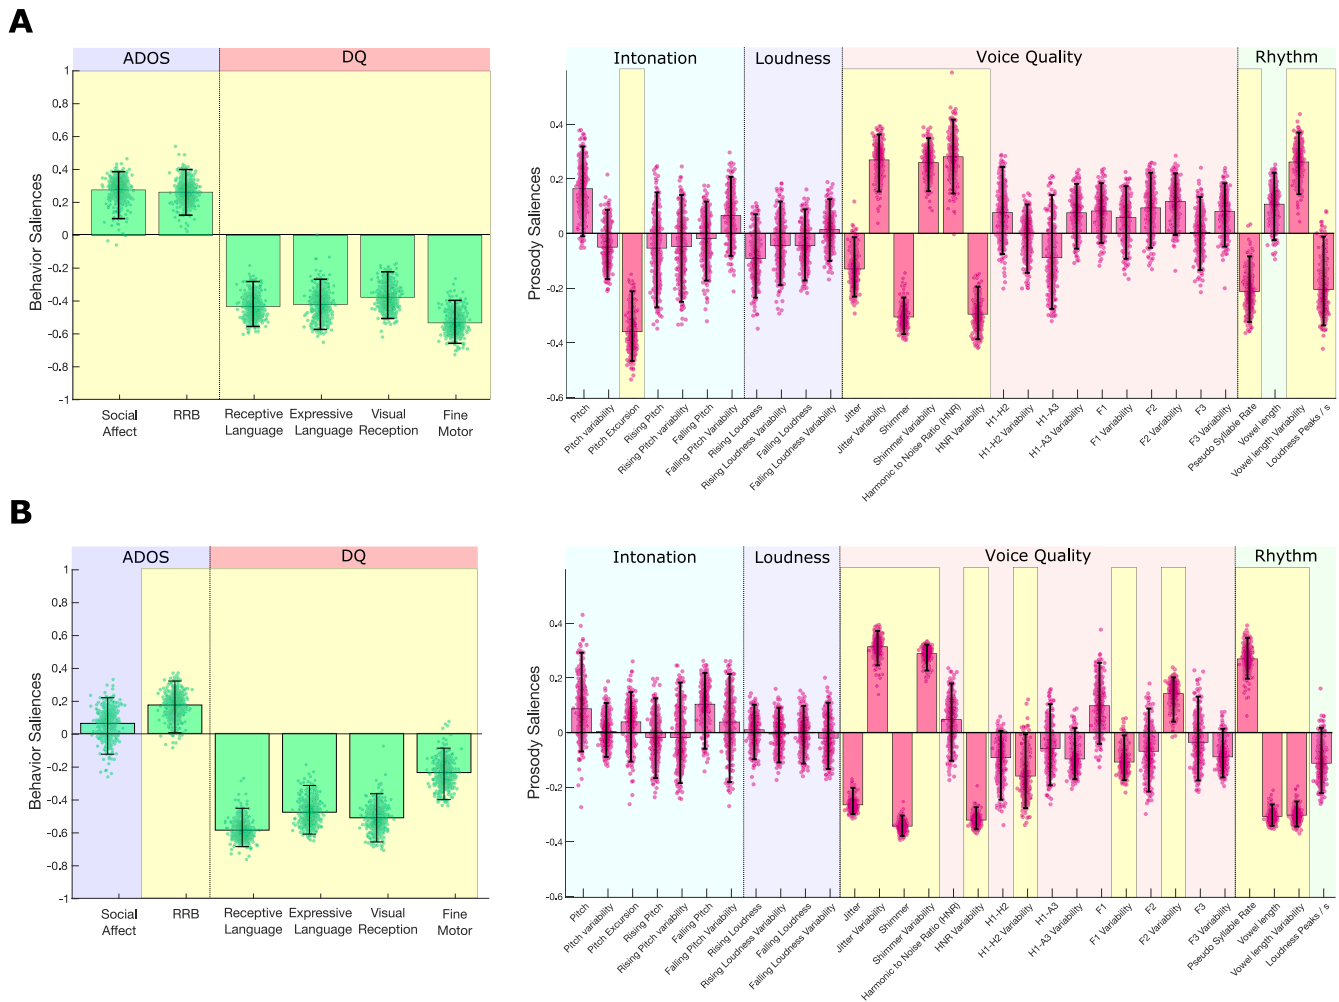 A
ADOS
DQ
Behavior Saliences
1
0.8
0.6
0.4
0.2
0
-0.2
-0.4
-0.6
-0.8
-1
Social
Affect
RRB
Receptive
Language
Expressive
Language
Visual
Reception
Fine
Motor
Intonation
Loudness
Voice Quality
Rhythm
Prosody Saliences
0.4
0.2
0
-0.2
-0.4
-0.6
Pitch
Pitch variability
Pitch Excursion
Rising Pitch
Rising Pitch variability
Falling Pitch
Falling Pitch Variability
Rising Loudness
Rising Loudness Variability
Falling Loudness
Falling Loudness Variability
Jitter
Jitter Variability
Shimmer
Shimmer Variability
Harmonic to Noise Ratio (HNR)
HNR Variability
H1-H2
H1-H2 Variability
H1-A3
H1-A3 Variability
F1
F1 Variability
F2
F2 Variability
F3
F3 Variability
Pseudo Syllable Rate
Vowel length
Vowel length Variability
Loudness Peaks / s
B
ADOS
DQ
Behavior Saliences
1
0.8
0.6
0.4
0.2
0
-0.2
-0.4
-0.6
-0.8
-1
Social
Affect
RRB
Receptive
Language
Expressive
Language
Visual
Reception
Fine
Motor
Intonation
Loudness
Voice Quality
Rhythm
Prosody Saliences
0.4
0.2
0
-0.2
-0.4
-0.6
Pitch
Pitch variability
Pitch Excursion
Rising Pitch
Rising Pitch variability
Falling Pitch
Falling Pitch Variability
Rising Loudness
Rising Loudness Variability
Falling Loudness
Falling Loudness Variability
Jitter
Jitter Variability
Shimmer
Shimmer Variability
Harmonic to Noise Ratio (HNR)
HNR Variability
H1-H2
H1-H2 Variability
H1-A3
H1-A3 Variability
F1
F1 Variability
F2
F2 Variability
F3
F3 Variability
Pseudo Syllable Rate
Vowel length
Vowel length Variability
Loudness Peaks / s